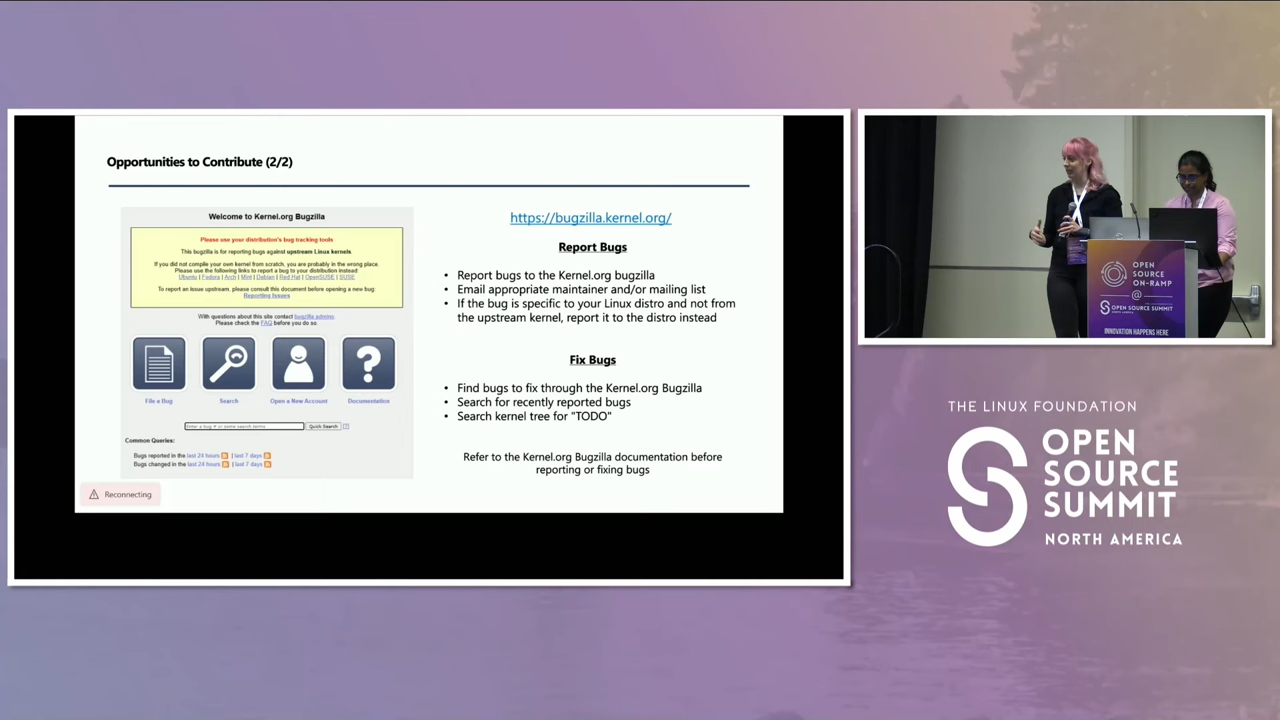 Opportunities to Contribute (2/2)
Welcome to Kernel.org Bugzilla
Please use your distribution's bug tracking tools
This bugzilla is for reporting bugs against upstream Linux kernels.
If you did not compile your own kernel from scratch, you are probably in the wrong place.
Please use the following links to report a bug to your distribution instead:
Ubuntu | Fedora | Arch | Mint | Debian | Red Hat | OpenSUSE | SUSE
To report an issue upstream, please consult this document before opening a new bug:
Reporting Issues
With questions about this site contact bugzilla admins.
Please check the FAQ before you do so.
File a Bug
Search
Open a New Account
Documentation
Enter a bug # or some search terms
Quick Search
[?]
Common Queries:
Bugs reported in the last 24 hours | last 7 days
Bugs changed in the last 24 hours | last 7 days
Reconnecting
https://bugzilla.kernel.org/
Report Bugs
• Report bugs to the Kernel.org bugzilla
• Email appropriate maintainer and/or mailing list
• If the bug is specific to your Linux distro and not from
the upstream kernel, report it to the distro instead
Fix Bugs
• Find bugs to fix through the Kernel.org Bugzilla
• Search for recently reported bugs
• Search kernel tree for "TODO"
Refer to the Kernel.org Bugzilla documentation before
reporting or fixing bugs
OPEN
SOURCE
ON-RAMP
@
OPEN SOURCE SUMMIT
NORTH AMERICA
INNOVATION HAPPENS HERE
THE LINUX FOUNDATION
OPEN
SOURCE
SUMMIT
NORTH AMERICA